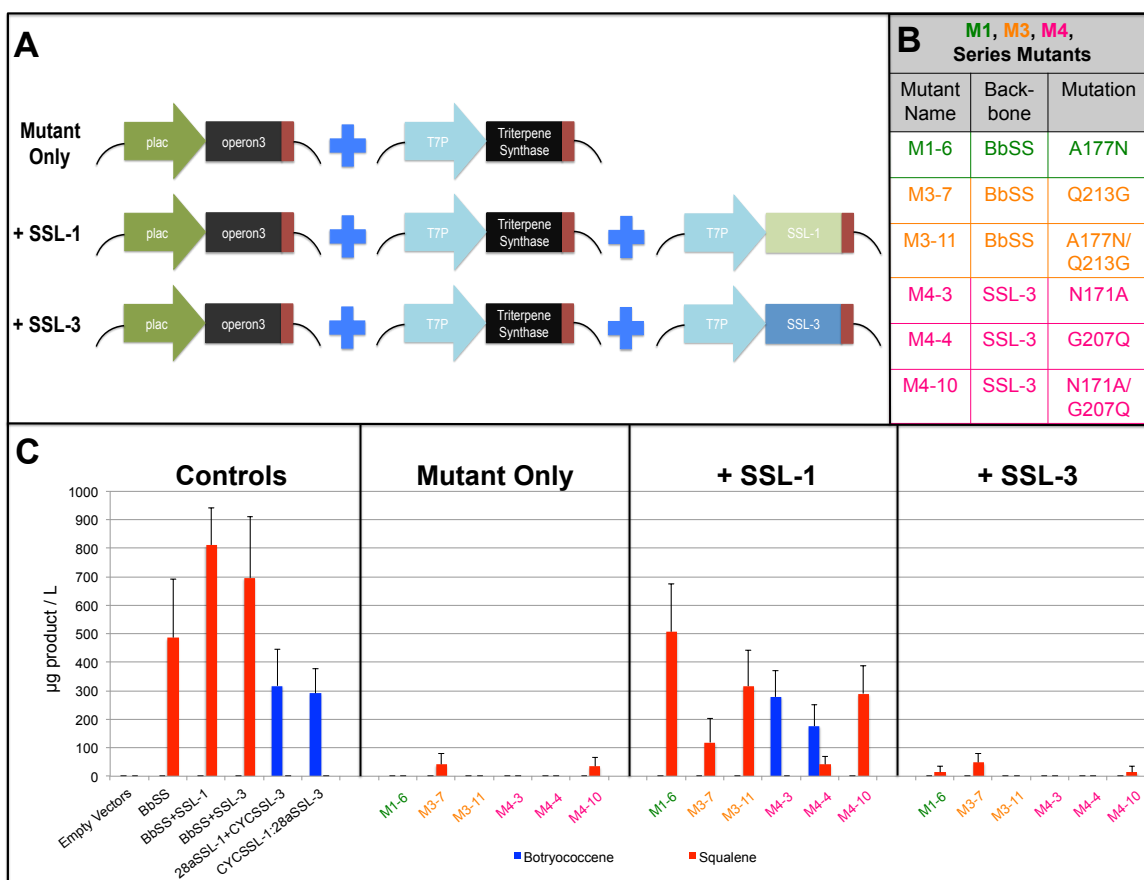 A
Mutant Only
plac operon3 T7P Triterpene Synthase
+ SSL-1
plac operon3 T7P Triterpene Synthase T7P SSL-1
+ SSL-3
plac operon3 T7P Triterpene Synthase T7P SSL-3
B
M1, M3, M4,
Series Mutants
Mutant Name Back-bone Mutation
M1-6 BbSS A177N
M3-7 BbSS Q213G
M3-11 BbSS A177N/ Q213G
M4-3 SSL-3 N171A
M4-4 SSL-3 G207Q
M4-10 SSL-3 N171A/ G207Q
C
Controls Mutant Only + SSL-1 + SSL-3
µg product / L
1000
900
800
700
600
500
400
300
200
100
0
Empty Vectors
BbSS
BbSS+SSL-1
BbSS+SSL-3
28aSSL-1+CYCSSL-3
CYCSSL-1:28aSSL-3
M1-6 M3-7 M3-11 M4-3 M4-4 M4-10
M1-6 M3-7 M3-11 M4-3 M4-4 M4-10
M1-6 M3-7 M3-11 M4-3 M4-4 M4-10
Botryococcene Squalene